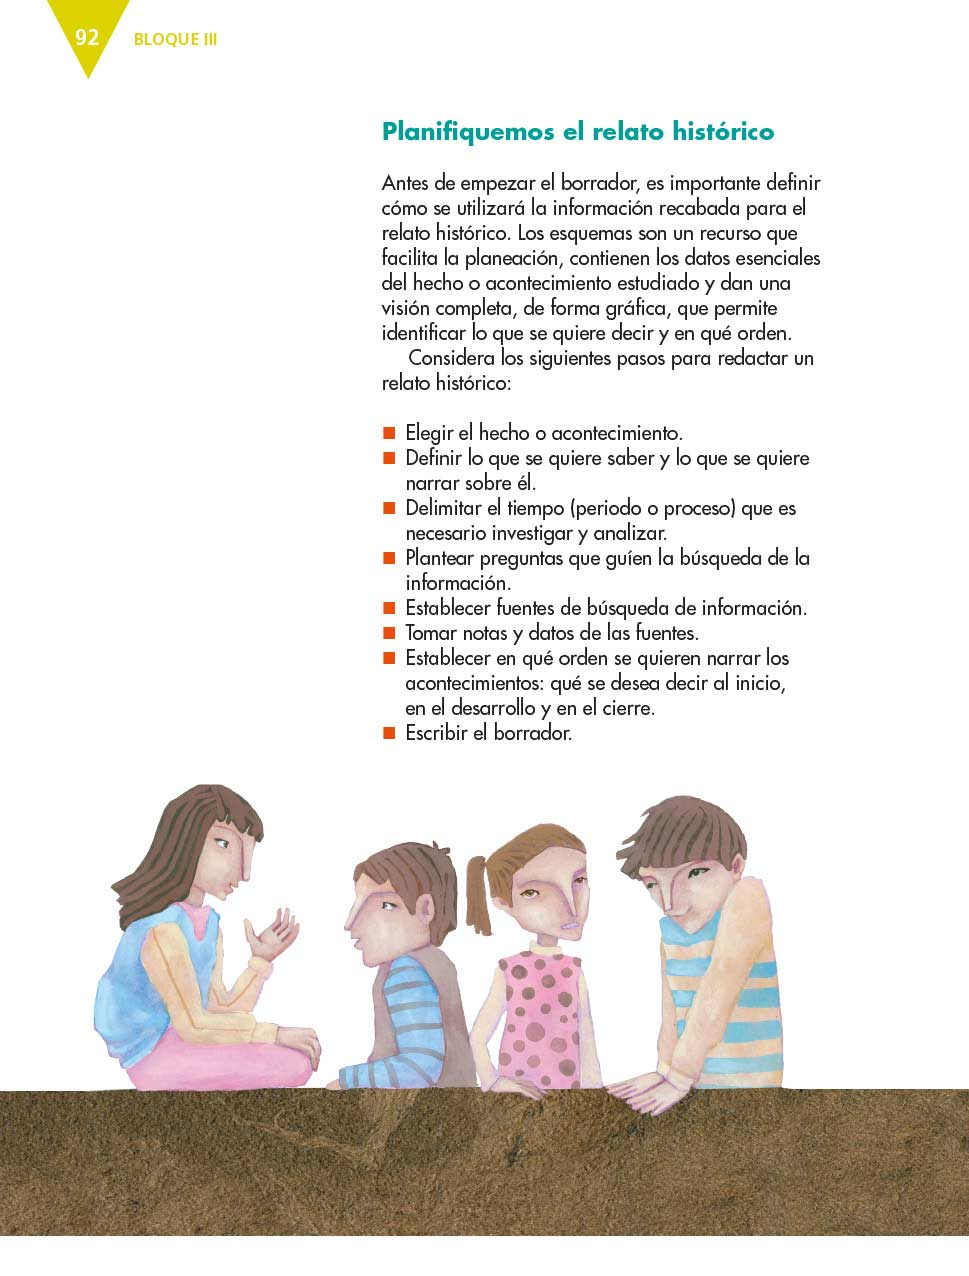 92
BLOQUE III
Planifiquemos el relato histórico
Antes de empezar el borrador, es importante definir
cómo se utilizará la información recabada para el
relato histórico. Los esquemas son un recurso que
facilita la planeación, contienen los datos esenciales
del hecho o acontecimiento estudiado y dan una
visión completa, de forma gráfica, que permite
identificar lo que se quiere decir y en qué orden.
Considera los siguientes pasos para redactar un
relato histórico:
■ Elegir el hecho o acontecimiento.
■ Definir lo que se quiere saber y lo que se quiere
narrar sobre él.
■ Delimitar el tiempo (periodo o proceso) que es
necesario investigar y analizar.
■ Plantear preguntas que guíen la búsqueda de la
información.
■ Establecer fuentes de búsqueda de información.
■ Tomar notas y datos de las fuentes.
■ Establecer en qué orden se quieren narrar los
acontecimientos: qué se desea decir al inicio,
en el desarrollo y en el cierre.
■ Escribir el borrador.